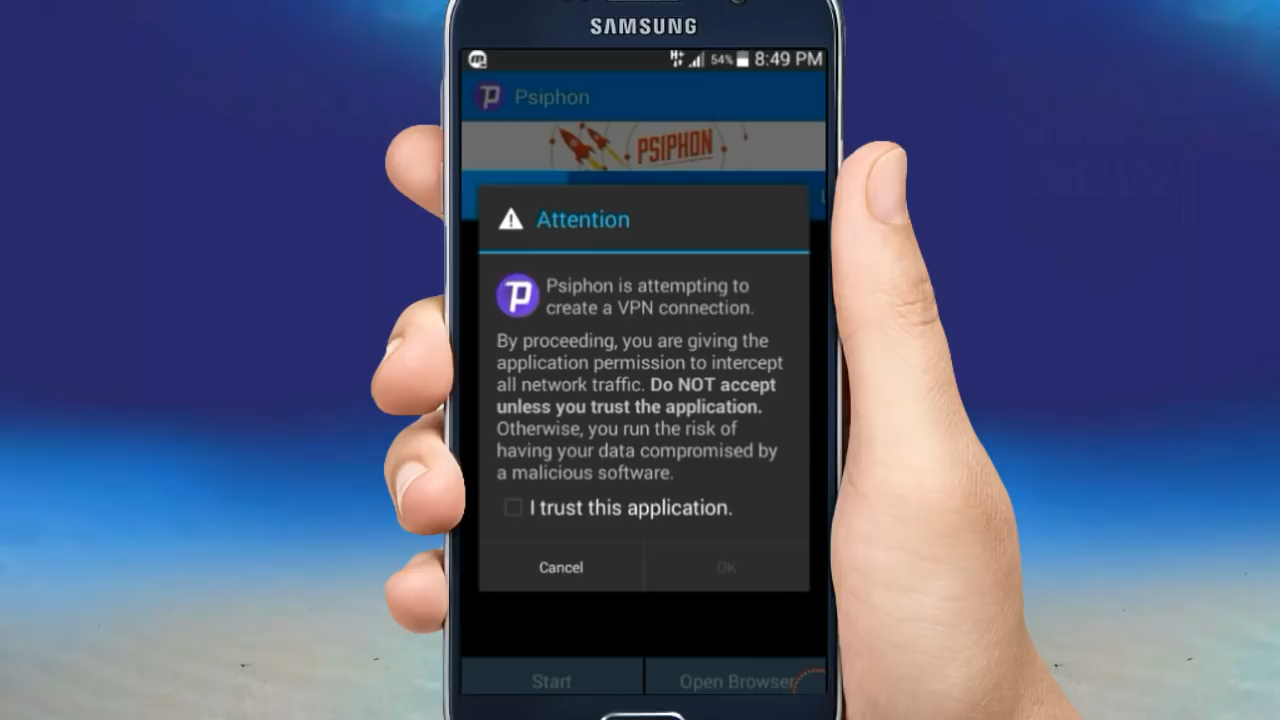 SAMSUNG
54% 8:49 PM
Psiphon
PSIPHON
Attention
Psiphon is attempting to
create a VPN connection.
By proceeding, you are giving the
application permission to intercept
all network traffic. Do NOT accept
unless you trust the application.
Otherwise, you run the risk of
having your data compromised by
a malicious software.
I trust this application.
Cancel OK
Start Open Browser